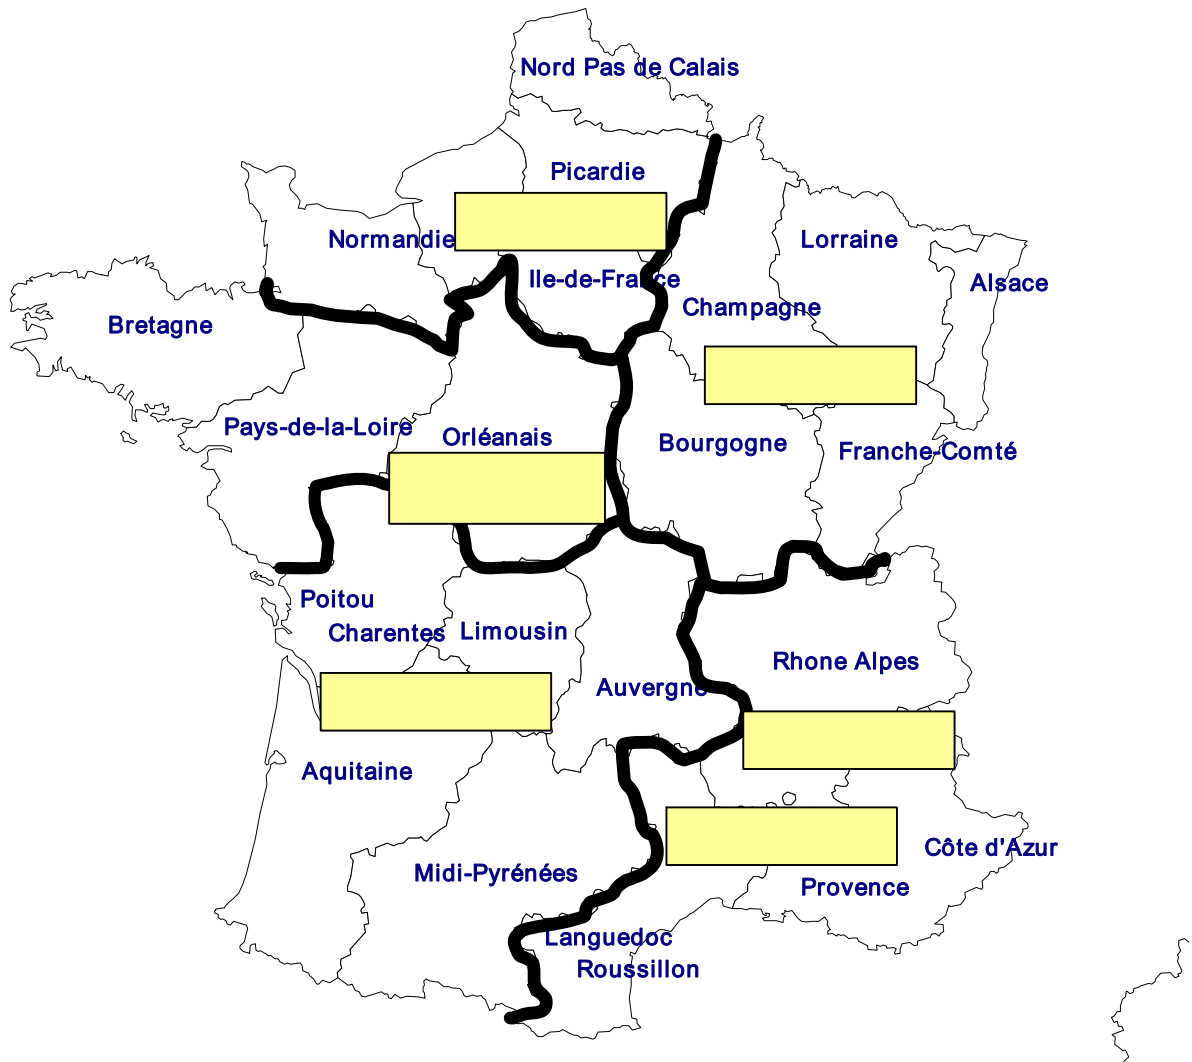 Nord Pas de Calais
Picardie
Normandie
Lorraine
Ile-de-France
Alsace
Champagne
Bretagne
Pays-de-la-Loire
Orléanais
Bourgogne
Franche-Comté
Poitou
Charentes
Limousin
Rhone Alpes
Auvergne
Aquitaine
Côte d'Azur
Midi-Pyrénées
Provence
Languedoc
Roussillon